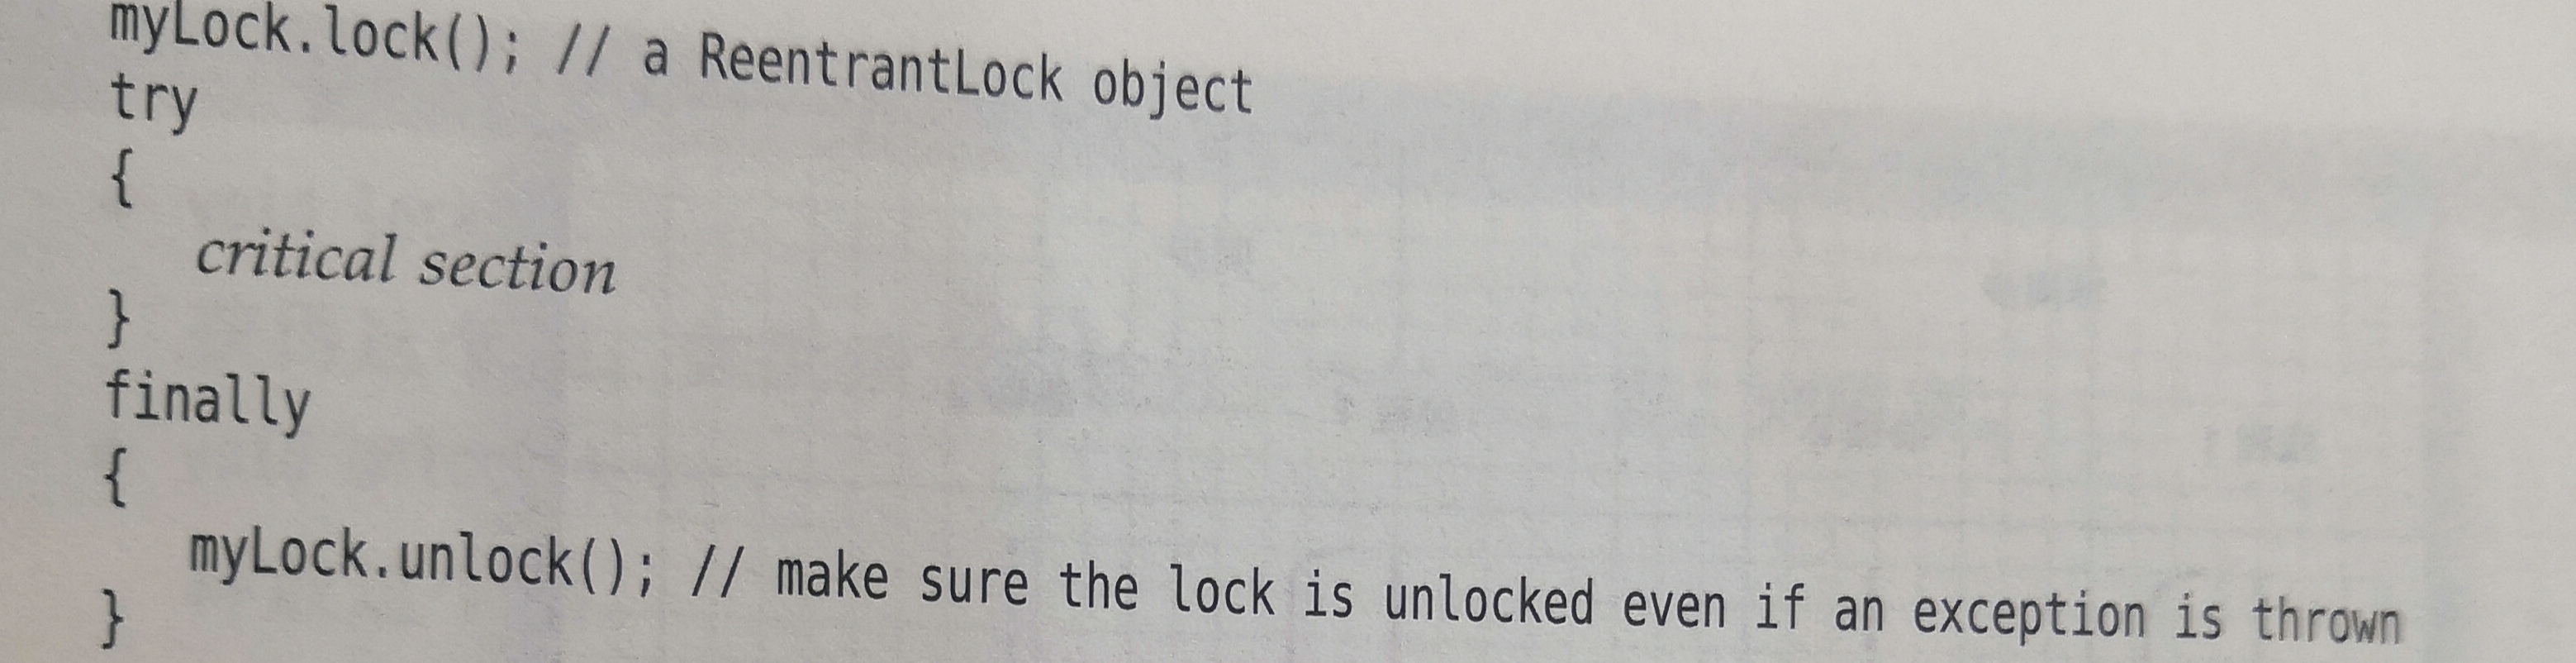 myLock.lock(); // a ReentrantLock object
try
{
critical section
}
finally
{
myLock.unlock(); // make sure the lock is unlocked even if an exception is thrown
}